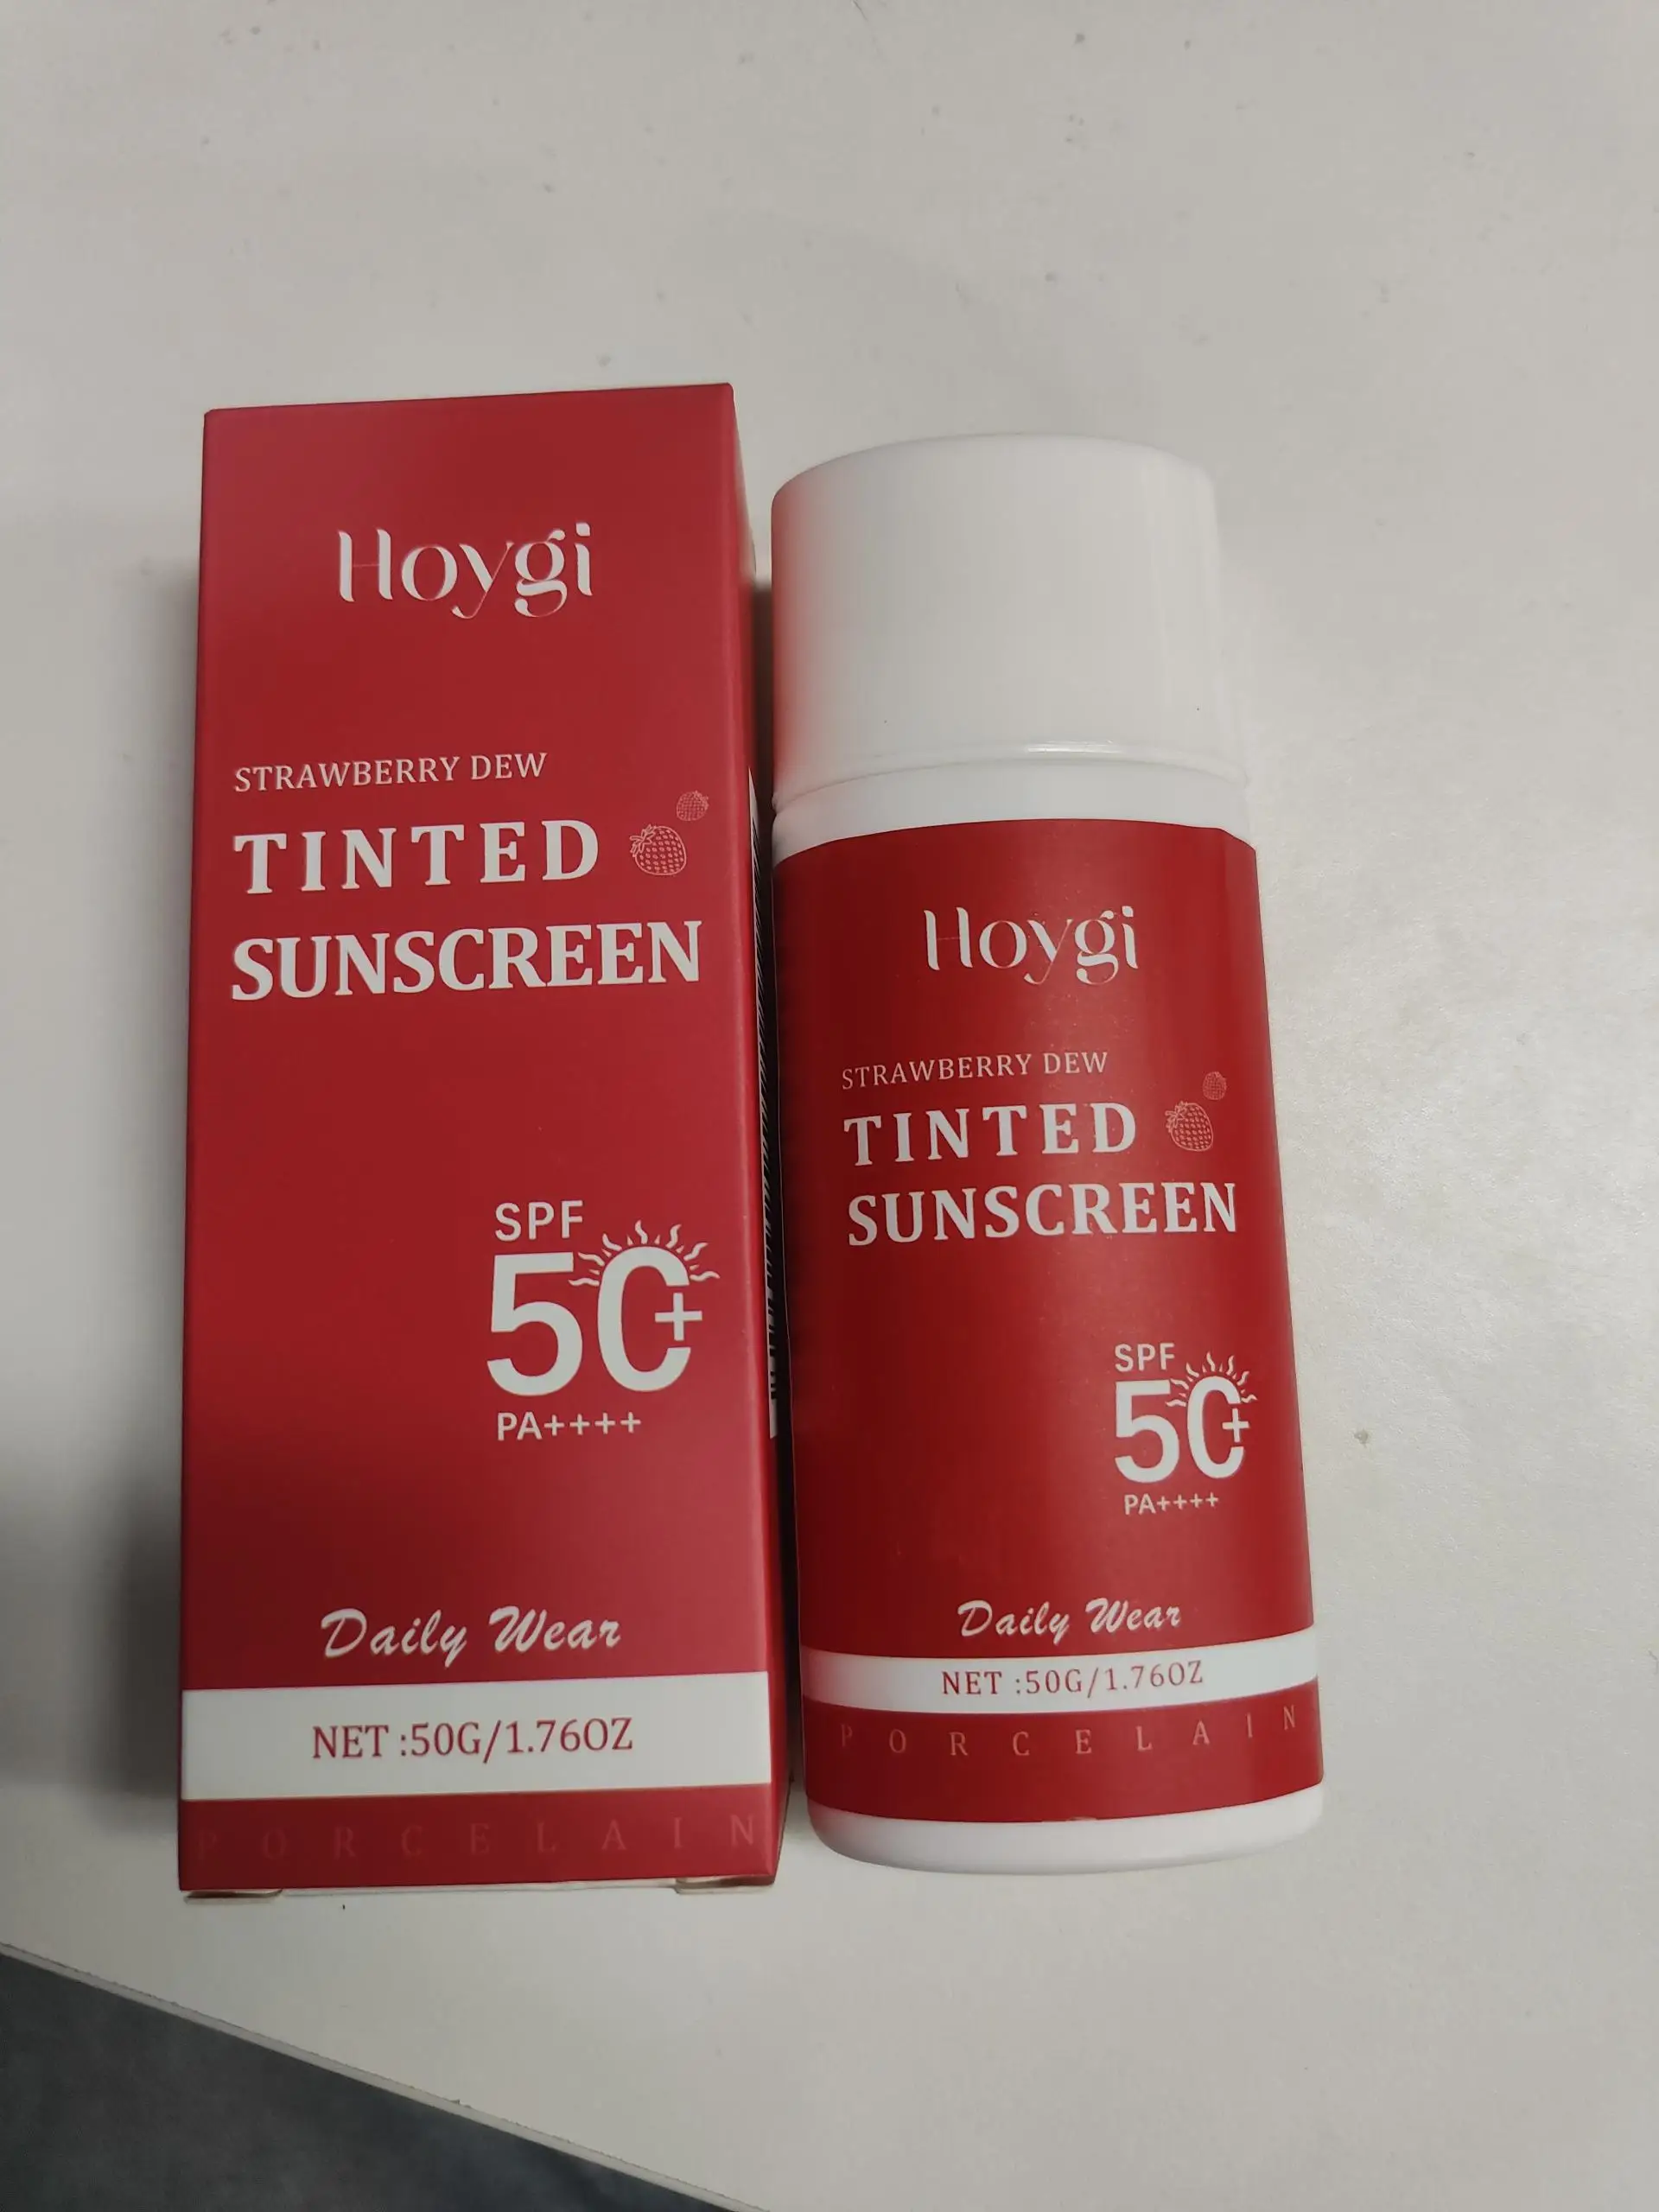 Hoygi
STRAWBERRY DEW
TINTED
SUNSCREEN
SPF
50+
PA++++
Daily Wear
NET :50G/1.76OZ
PORCELAIN
Hoygi
STRAWBERRY DEW
TINTED
SUNSCREEN
SPF
50+
PA++++
Daily Wear
NET :50G/1.76OZ
PORCELAIN